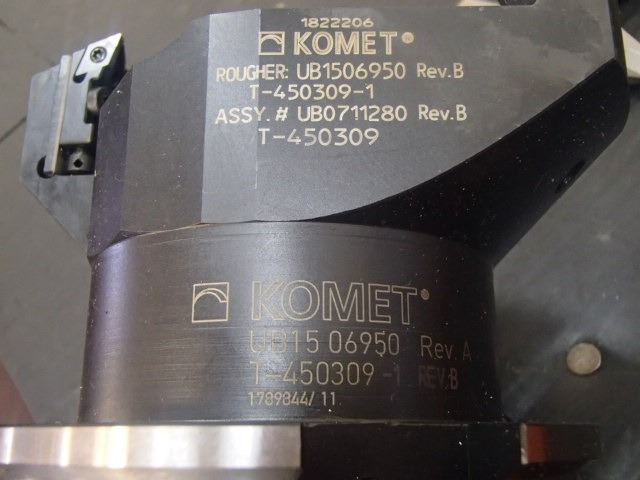 1822206
KOMET®
ROUGHER: UB1506950 Rev.B
T-450309-1
ASSY.# UB0711280 Rev.B
T-450309
KOMET®
UB15 06950 Rev. A
T-450309 -1 REV.B
1789844/11